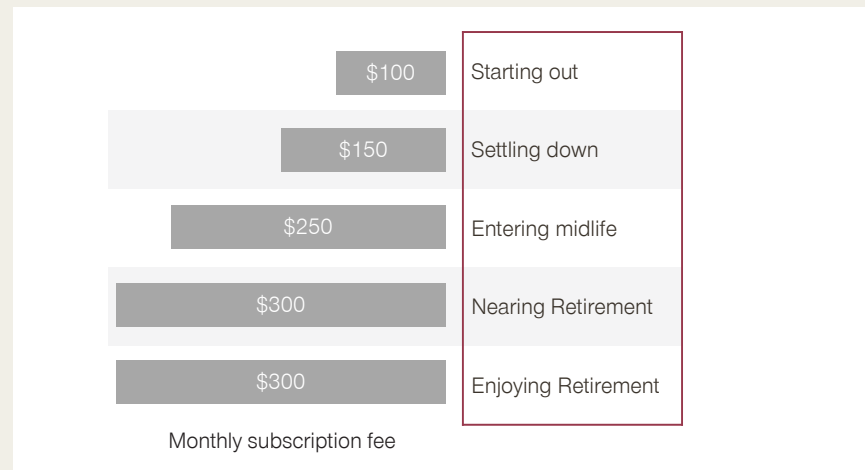 $100 Starting out
$150 Settling down
$250 Entering midlife
$300 Nearing Retirement
$300 Enjoying Retirement
Monthly subscription fee